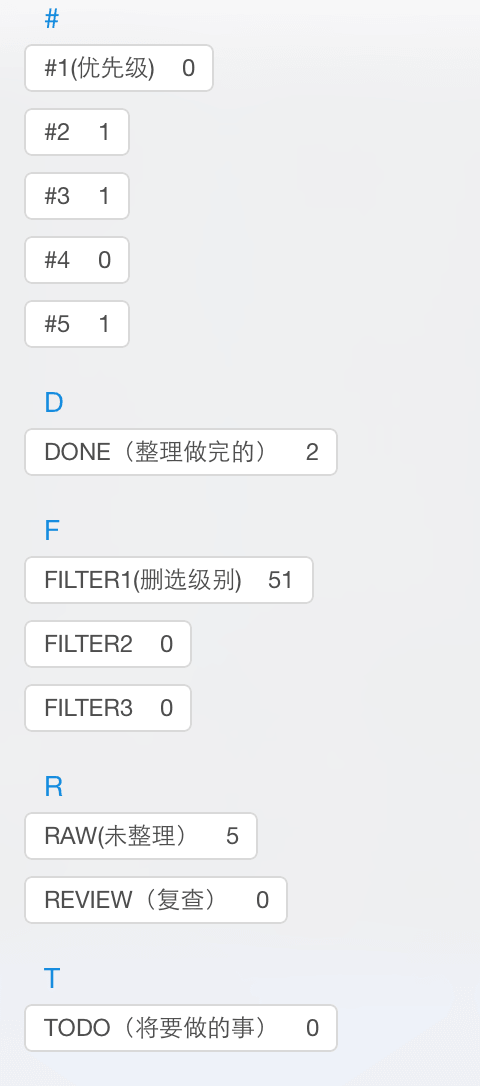 #
#1(优先级) 0
#2 1
#3 1
#4 0
#5 1
D
DONE（整理做完的） 2
F
FILTER1(删选级别) 51
FILTER2 0
FILTER3 0
R
RAW(未整理） 5
REVIEW（复查） 0
T
TODO（将要做的事） 0